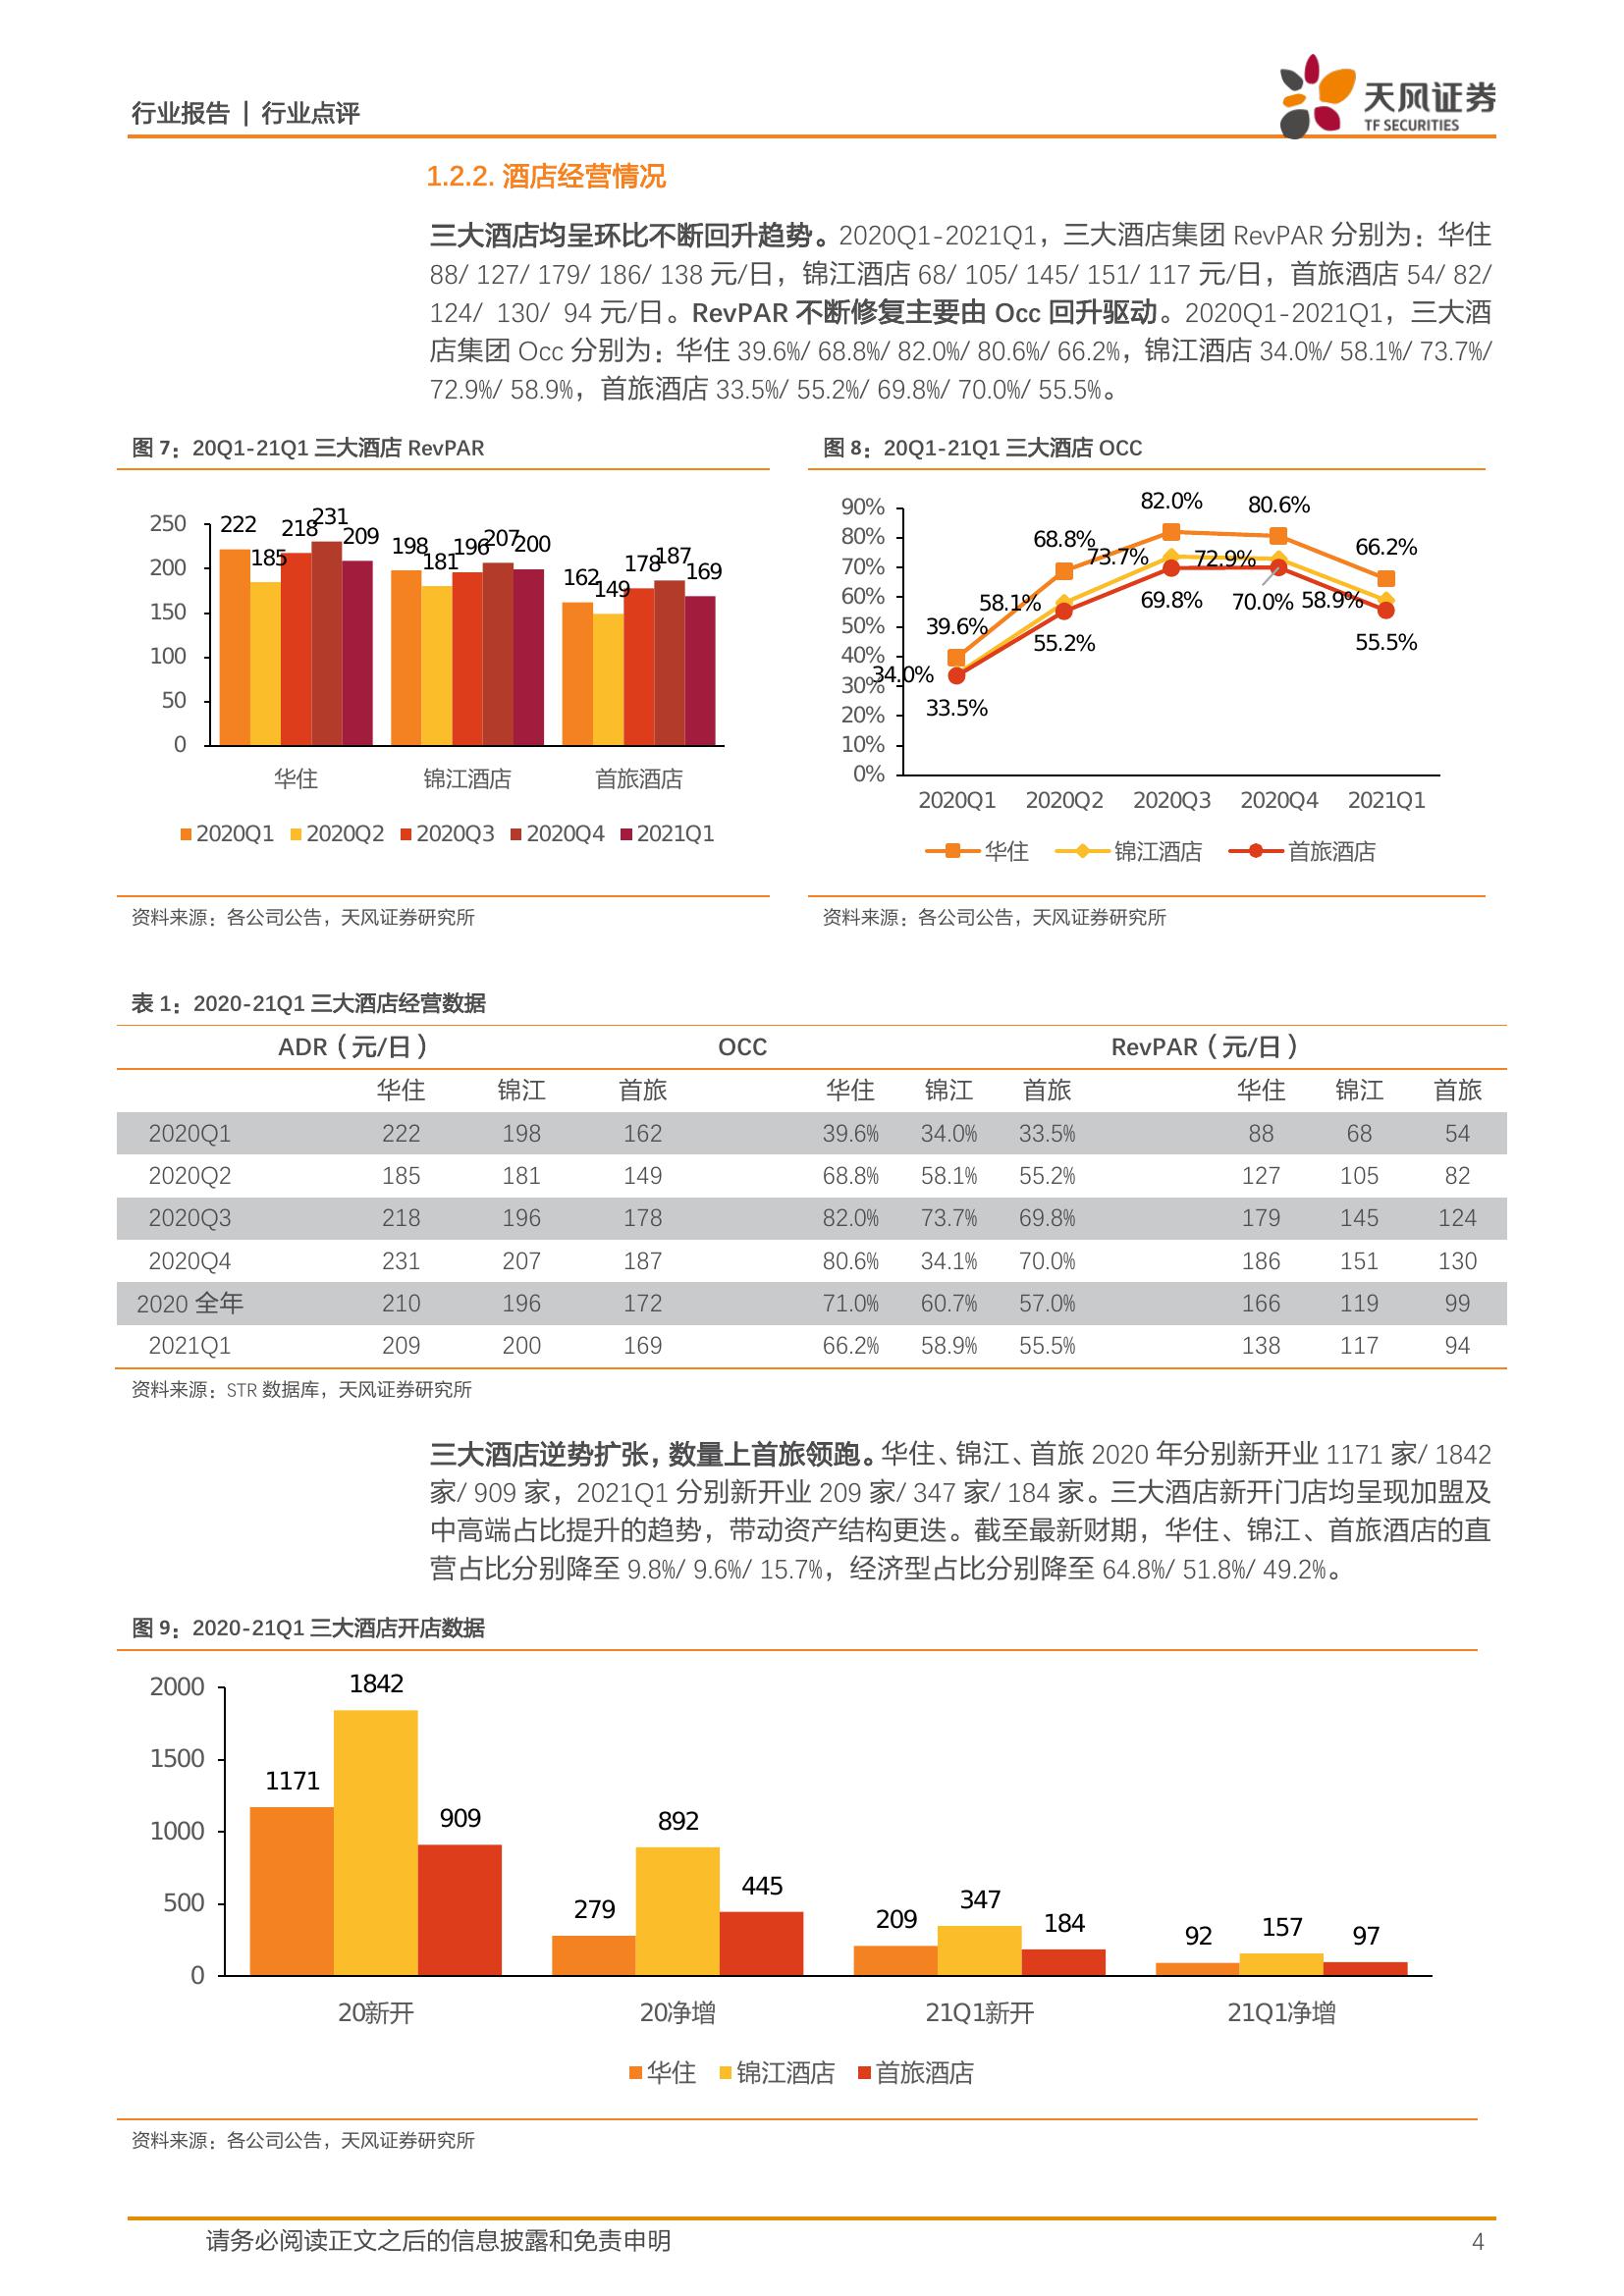 行业报告 | 行业点评
天风证券
TF SECURITIES
1.2.2. 酒店经营情况
三大酒店均呈环比不断回升趋势。2020Q1-2021Q1，三大酒店集团 RevPAR 分别为：华住
88/ 127/ 179/ 186/ 138 元/日，锦江酒店 68/ 105/ 145/ 151/ 117 元/日，首旅酒店 54/ 82/
124/ 130/ 94 元/日。RevPAR 不断修复主要由 Occ 回升驱动。2020Q1-2021Q1，三大酒
店集团 Occ 分别为：华住 39.6%/ 68.8%/ 82.0%/ 80.6%/ 66.2%，锦江酒店 34.0%/ 58.1%/ 73.7%/
72.9%/ 58.9%，首旅酒店 33.5%/ 55.2%/ 69.8%/ 70.0%/ 55.5%。
图 7：20Q1-21Q1 三大酒店 RevPAR
250
200
150
100
50
0
222 185 218 231 209
198 181 196 207 200
162 149 178 187 169
华住 锦江酒店 首旅酒店
2020Q1 2020Q2 2020Q3 2020Q4 2021Q1
资料来源：各公司公告，天风证券研究所
图 8：20Q1-21Q1 三大酒店 OCC
90%
80%
70%
60%
50%
40%
30%
20%
10%
0%
39.6% 68.8% 82.0% 80.6% 66.2%
34.0% 58.1% 73.7% 72.9% 58.9%
33.5% 55.2% 69.8% 70.0% 55.5%
2020Q1 2020Q2 2020Q3 2020Q4 2021Q1
华住 锦江酒店 首旅酒店
资料来源：各公司公告，天风证券研究所
表 1：2020-21Q1 三大酒店经营数据
ADR（元/日） OCC RevPAR（元/日）
华住 锦江 首旅 华住 锦江 首旅 华住 锦江 首旅
2020Q1 222 198 162 39.6% 34.0% 33.5% 88 68 54
2020Q2 185 181 149 68.8% 58.1% 55.2% 127 105 82
2020Q3 218 196 178 82.0% 73.7% 69.8% 179 145 124
2020Q4 231 207 187 80.6% 34.1% 70.0% 186 151 130
2020 全年 210 196 172 71.0% 60.7% 57.0% 166 119 99
2021Q1 209 200 169 66.2% 58.9% 55.5% 138 117 94
资料来源：STR 数据库，天风证券研究所
三大酒店逆势扩张，数量上首旅领跑。华住、锦江、首旅 2020 年分别新开业 1171 家/ 1842
家/ 909 家，2021Q1 分别新开业 209 家/ 347 家/ 184 家。三大酒店新开门店均呈现加盟及
中高端占比提升的趋势，带动资产结构更迭。截至最新财期，华住、锦江、首旅酒店的直
营占比分别降至 9.8%/ 9.6%/ 15.7%，经济型占比分别降至 64.8%/ 51.8%/ 49.2%。
图 9：2020-21Q1 三大酒店开店数据
2000
1500
1000
500
0
1171 1842 909
279 892 445
209 347 184
92 157 97
20新开 20净增 21Q1新开 21Q1净增
华住 锦江酒店 首旅酒店
资料来源：各公司公告，天风证券研究所
请务必阅读正文之后的信息披露和免责申明 4